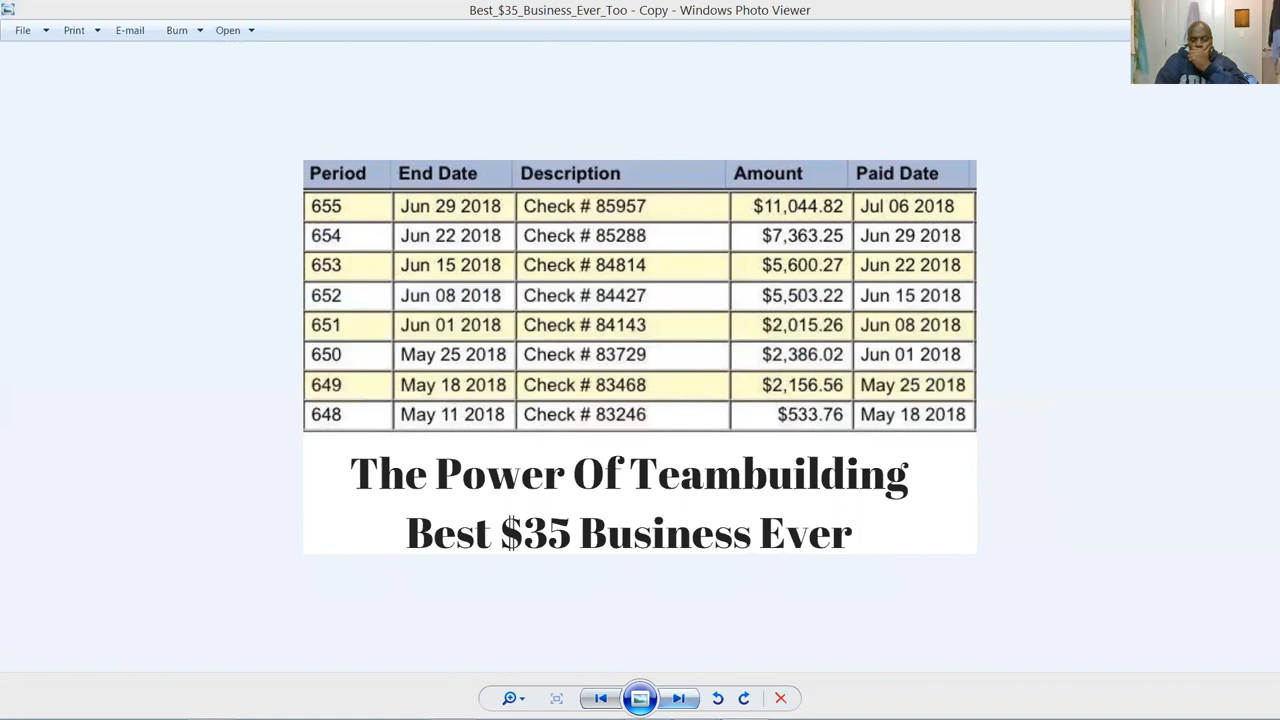 Best_$35_Business_Ever_Too - Copy - Windows Photo Viewer
File Print E-mail Burn Open
Period End Date Description Amount Paid Date
655 Jun 29 2018 Check # 85957 $11,044.82 Jul 06 2018
654 Jun 22 2018 Check # 85288 $7,363.25 Jun 29 2018
653 Jun 15 2018 Check # 84814 $5,600.27 Jun 22 2018
652 Jun 08 2018 Check # 84427 $5,503.22 Jun 15 2018
651 Jun 01 2018 Check # 84143 $2,015.26 Jun 08 2018
650 May 25 2018 Check # 83729 $2,386.02 Jun 01 2018
649 May 18 2018 Check # 83468 $2,156.56 May 25 2018
648 May 11 2018 Check # 83246 $533.76 May 18 2018
The Power Of Teambuilding
Best $35 Business Ever